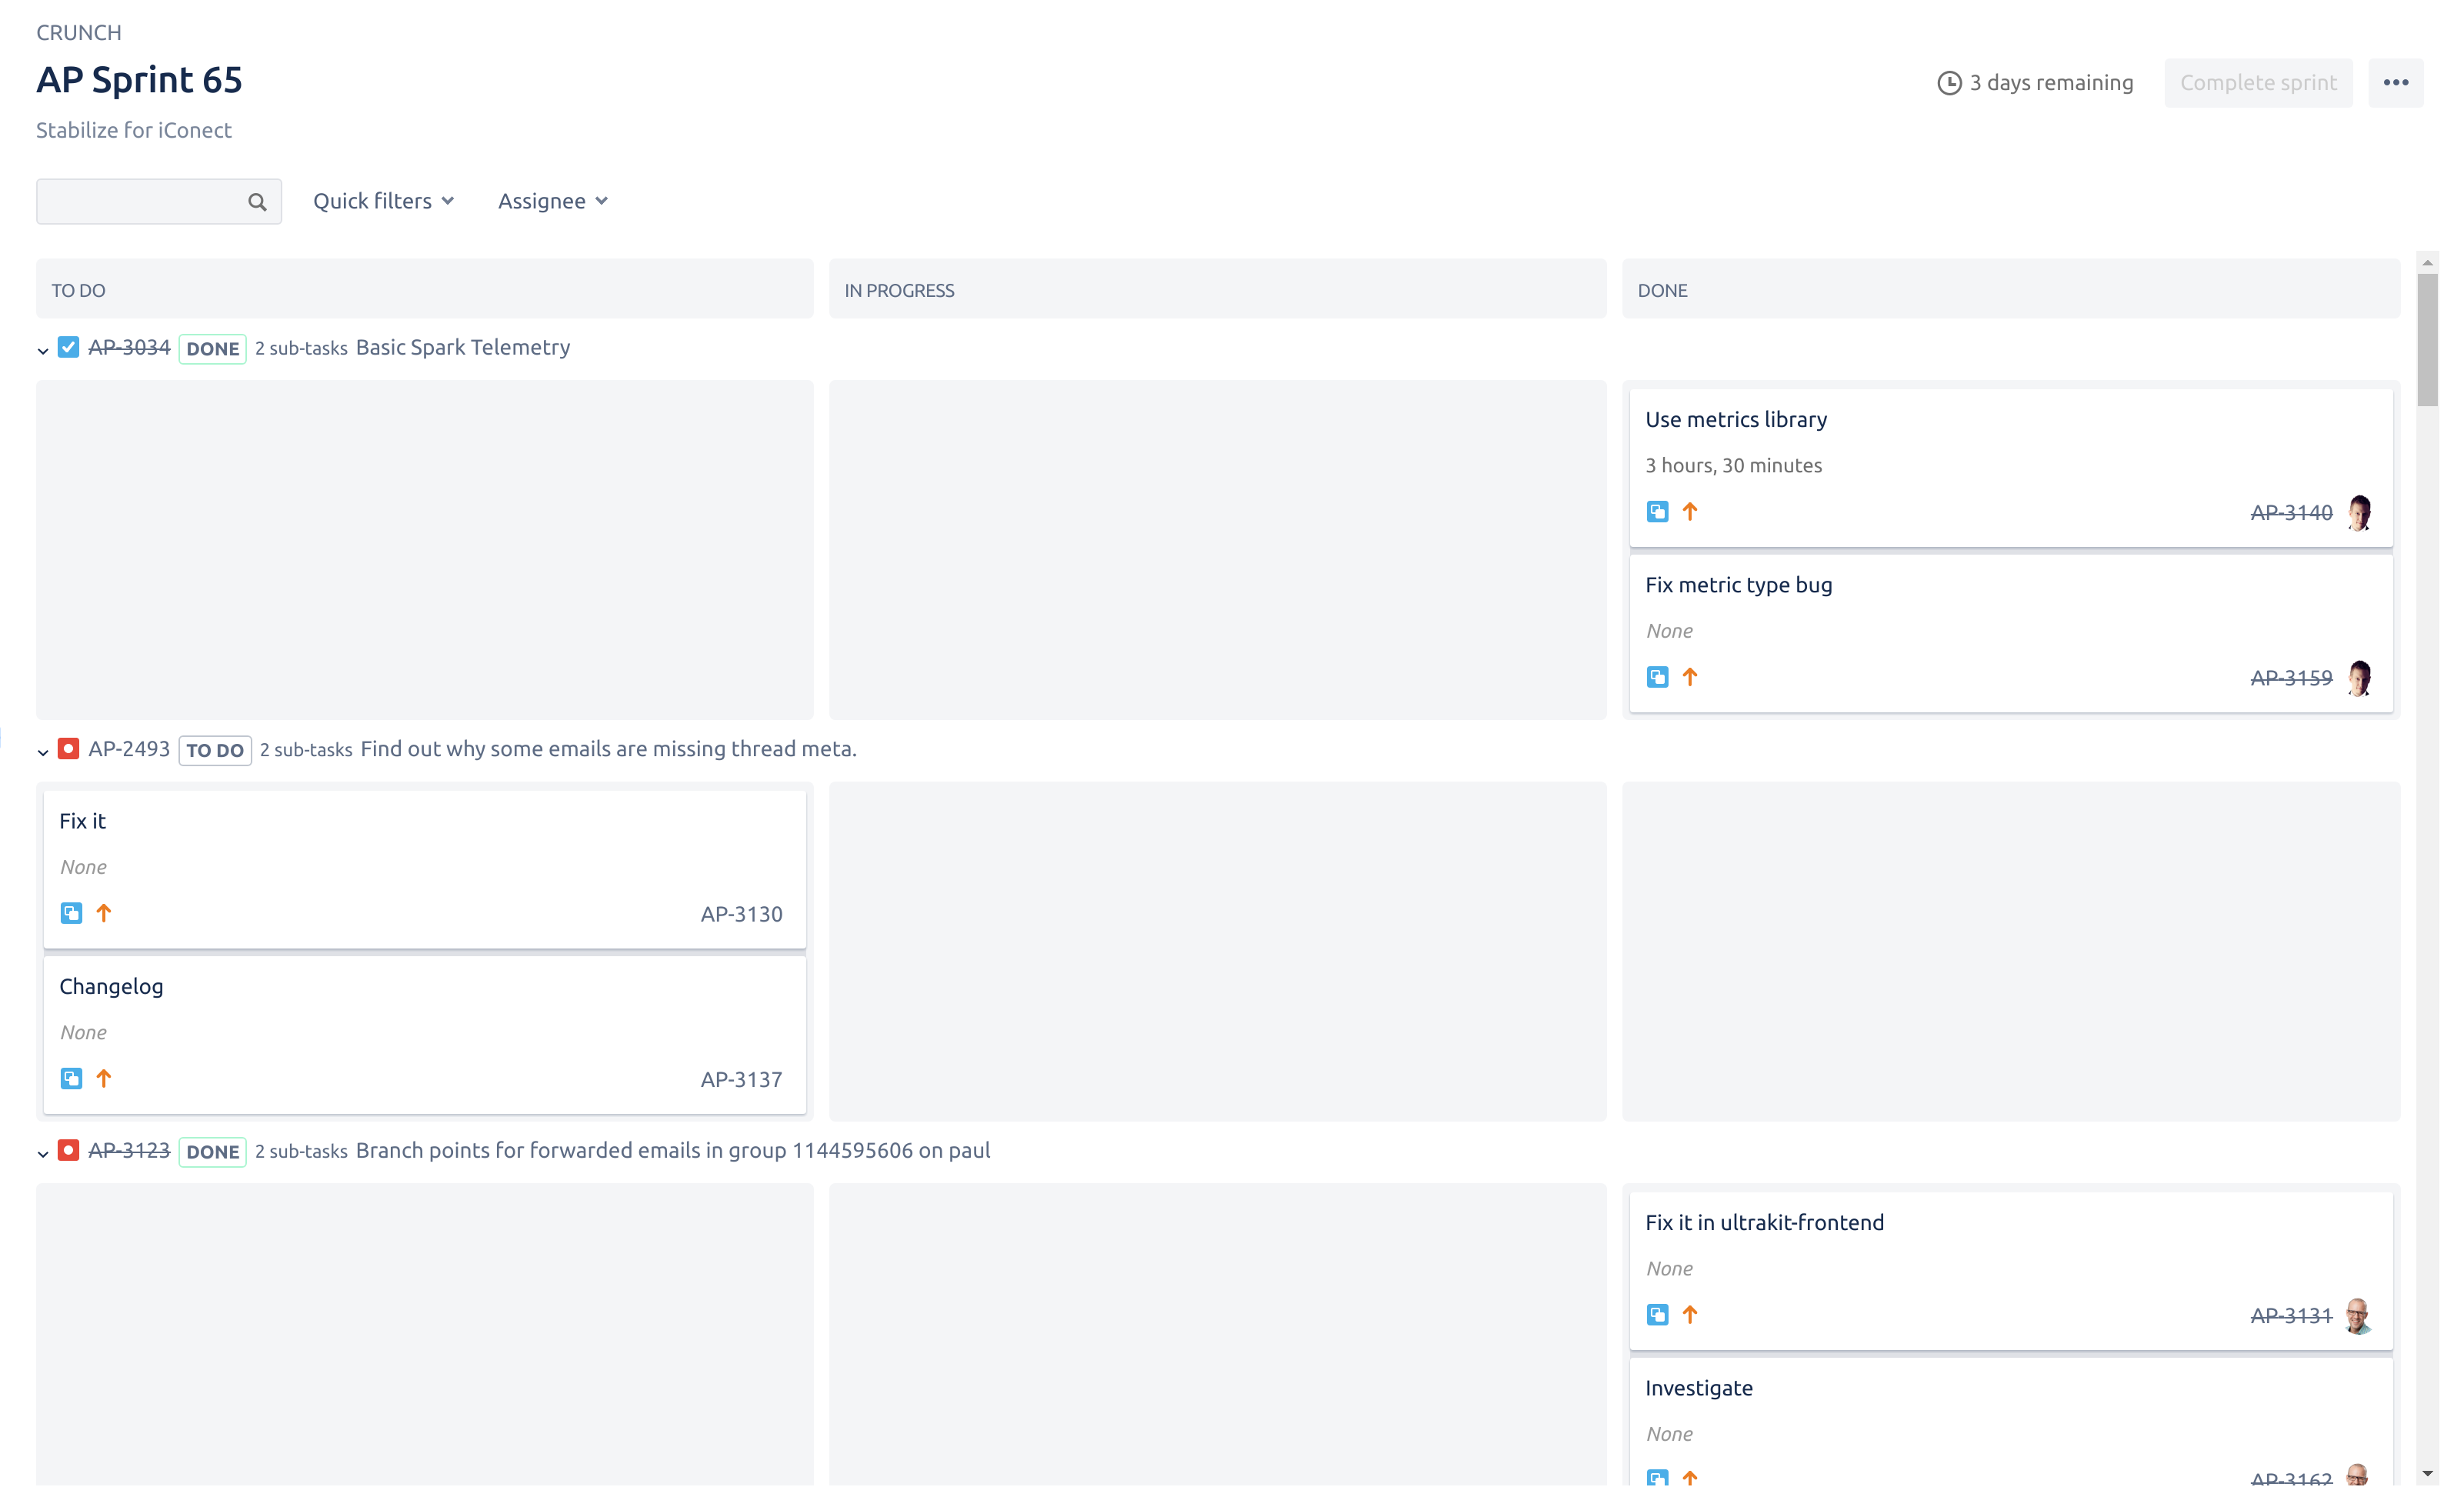 CRUNCH
AP Sprint 65
3 days remaining
Complete sprint
Stabilize for iConect
Quick filters
Assignee
TO DO
IN PROGRESS
DONE
AP-3034 DONE 2 sub-tasks Basic Spark Telemetry
Use metrics library
3 hours, 30 minutes
AP-3140
Fix metric type bug
None
AP-3159
AP-2493 TO DO 2 sub-tasks Find out why some emails are missing thread meta.
Fix it
None
AP-3130
Changelog
None
AP-3137
AP-3123 DONE 2 sub-tasks Branch points for forwarded emails in group 1144595606 on paul
Fix it in ultrakit-frontend
None
AP-3131
Investigate
None
AP-3162